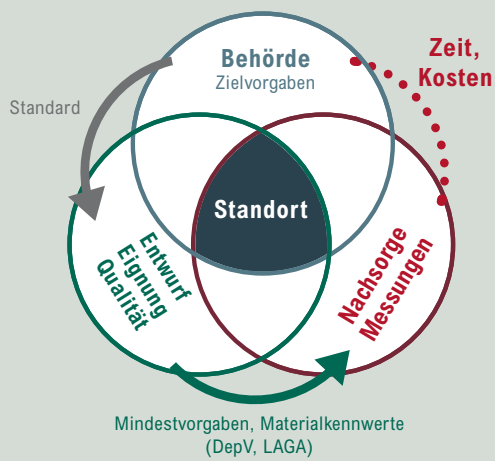 Behörde
Zielvorgaben
Zeit,
Kosten
Standard
Standort
Entwurf
Eignung
Qualität
Nachsorge
Messungen
Mindestvorgaben, Materialkennwerte
(DepV, LAGA)